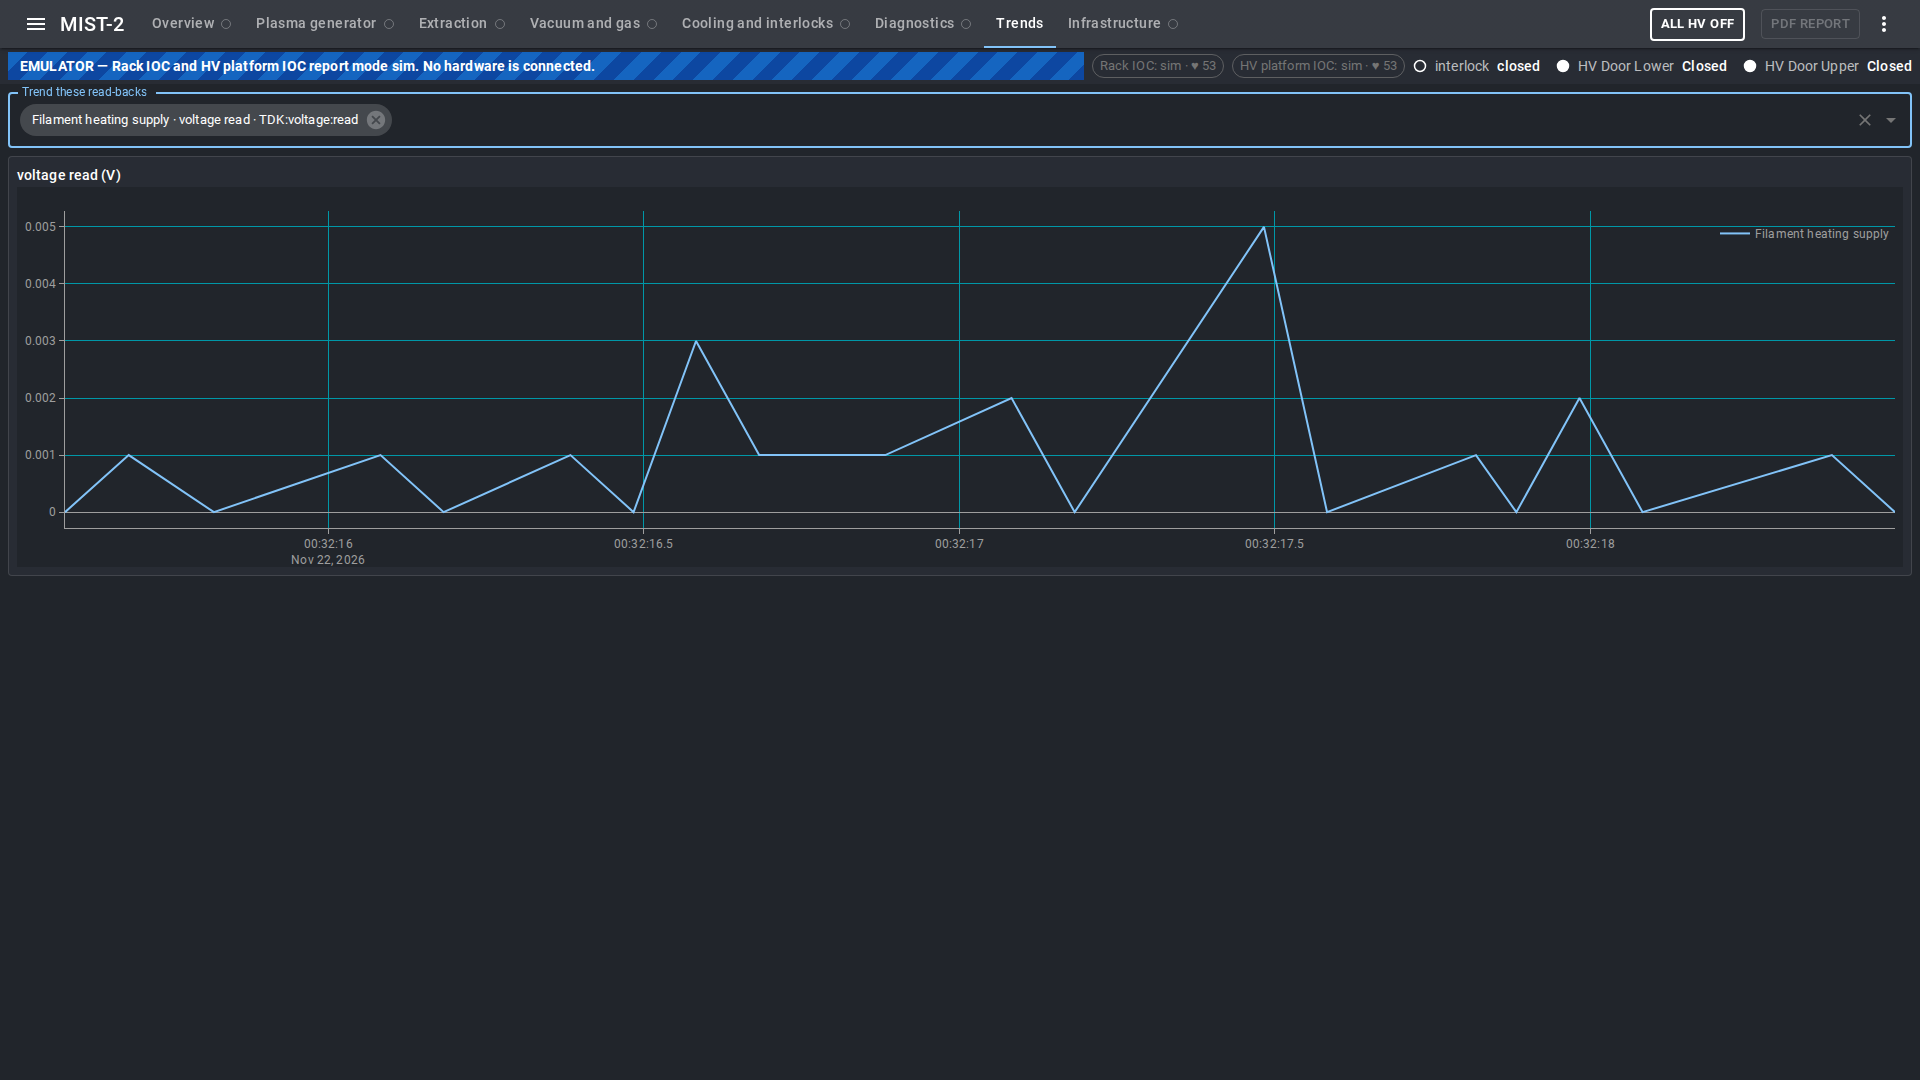 MIST-2 Overview Plasma generator Extraction Vacuum and gas Cooling and interlocks Diagnostics Trends Infrastructure ALL HV OFF PDF REPORT
EMULATOR — Rack IOC and HV platform IOC report mode sim. No hardware is connected. Rack IOC: sim · ♥ 53 HV platform IOC: sim · ♥ 53 interlock closed HV Door Lower Closed HV Door Upper Closed
Trend these read-backs
Filament heating supply · voltage read · TDK:voltage:read
voltage read (V)
0.005
Filament heating supply
0.004
0.003
0.002
0.001
0
00:32:16 00:32:16.5 00:32:17 00:32:17.5 00:32:18
Nov 22, 2026